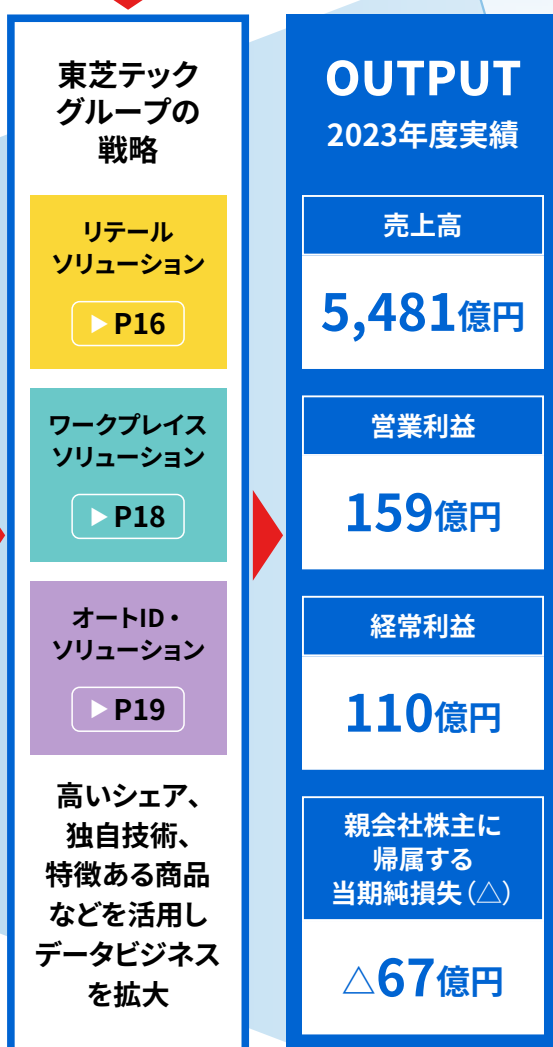 東芝テック
グループの
戦略
リテール
ソリューション
▶ P16
ワークプレイス
ソリューション
▶ P18
オートID・
ソリューション
▶ P19
高いシェア、
独自技術、
特徴ある商品
などを活用し
データビジネス
を拡大
OUTPUT
2023年度実績
売上高
5,481億円
営業利益
159億円
経常利益
110億円
親会社株主に
帰属する
当期純損失（△）
△67億円